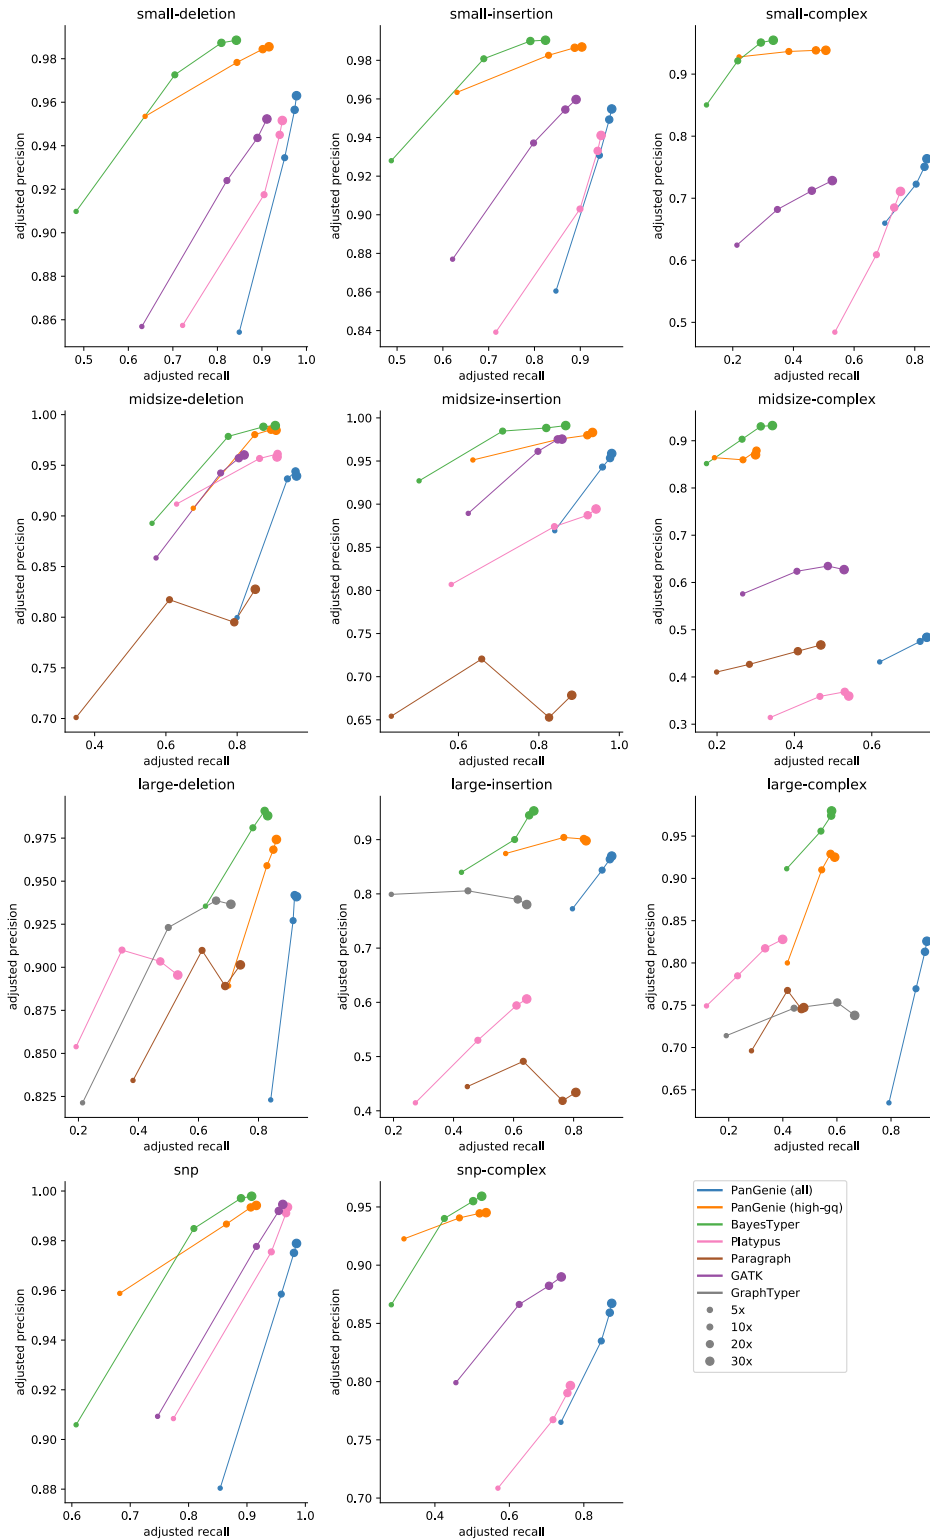 small-deletion
small-insertion
small-complex
adjusted precision
0.98
0.96
0.94
0.92
0.90
0.88
0.86
0.5
0.6
0.7
0.8
0.9
1.0
adjusted recall
adjusted precision
0.98
0.96
0.94
0.92
0.90
0.88
0.86
0.84
0.5
0.6
0.7
0.8
0.9
adjusted recall
adjusted precision
0.9
0.8
0.7
0.6
0.5
0.2
0.4
0.6
0.8
adjusted recall
midsize-deletion
midsize-insertion
midsize-complex
adjusted precision
1.00
0.95
0.90
0.85
0.80
0.75
0.70
0.4
0.6
0.8
adjusted recall
adjusted precision
1.00
0.95
0.90
0.85
0.80
0.75
0.70
0.65
0.6
0.8
1.0
adjusted recall
adjusted precision
0.9
0.8
0.7
0.6
0.5
0.4
0.3
0.2
0.4
0.6
adjusted recall
large-deletion
large-insertion
large-complex
adjusted precision
0.975
0.950
0.925
0.900
0.875
0.850
0.825
0.2
0.4
0.6
0.8
adjusted recall
adjusted precision
0.9
0.8
0.7
0.6
0.5
0.4
0.2
0.4
0.6
0.8
adjusted recall
adjusted precision
0.95
0.90
0.85
0.80
0.75
0.70
0.65
0.2
0.4
0.6
0.8
adjusted recall
snp
snp-complex
adjusted precision
1.00
0.98
0.96
0.94
0.92
0.90
0.88
0.6
0.7
0.8
0.9
1.0
adjusted recall
adjusted precision
0.95
0.90
0.85
0.80
0.75
0.70
0.4
0.6
0.8
adjusted recall
PanGenie (all)
PanGenie (high-gq)
BayesTyper
Platypus
Paragraph
GATK
GraphTyper
5x
10x
20x
30x